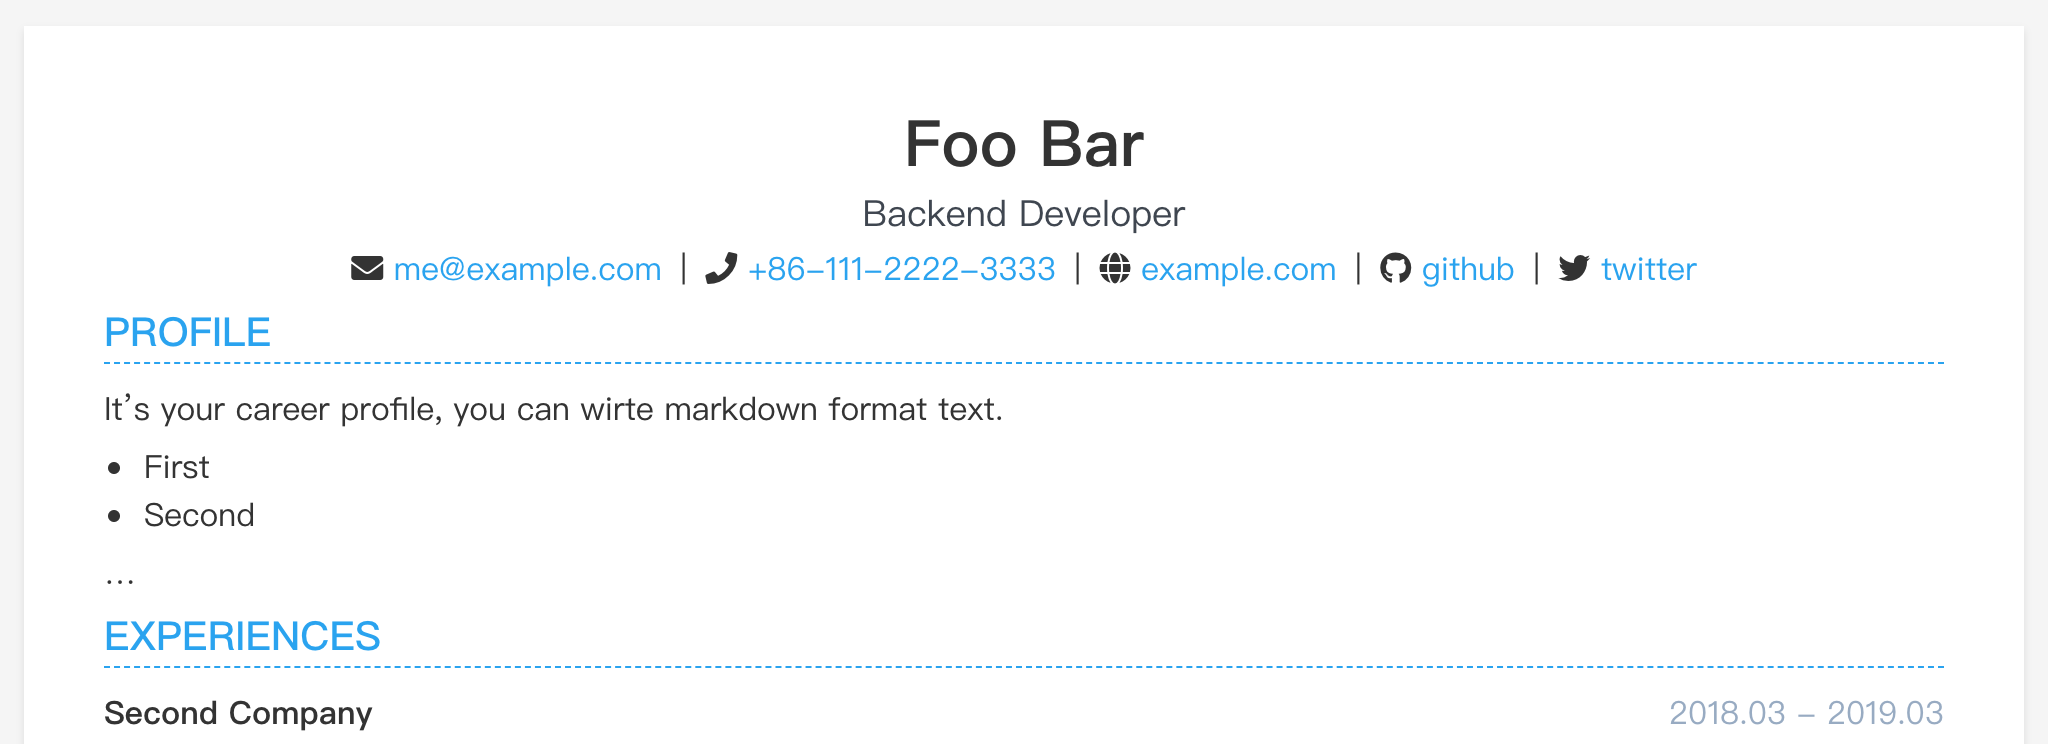 Foo Bar
Backend Developer
me@example.com | +86-111-2222-3333 | example.com | github | twitter
PROFILE
It's your career profile, you can wirte markdown format text.
• First
• Second
...
EXPERIENCES
Second Company 2018.03 - 2019.03